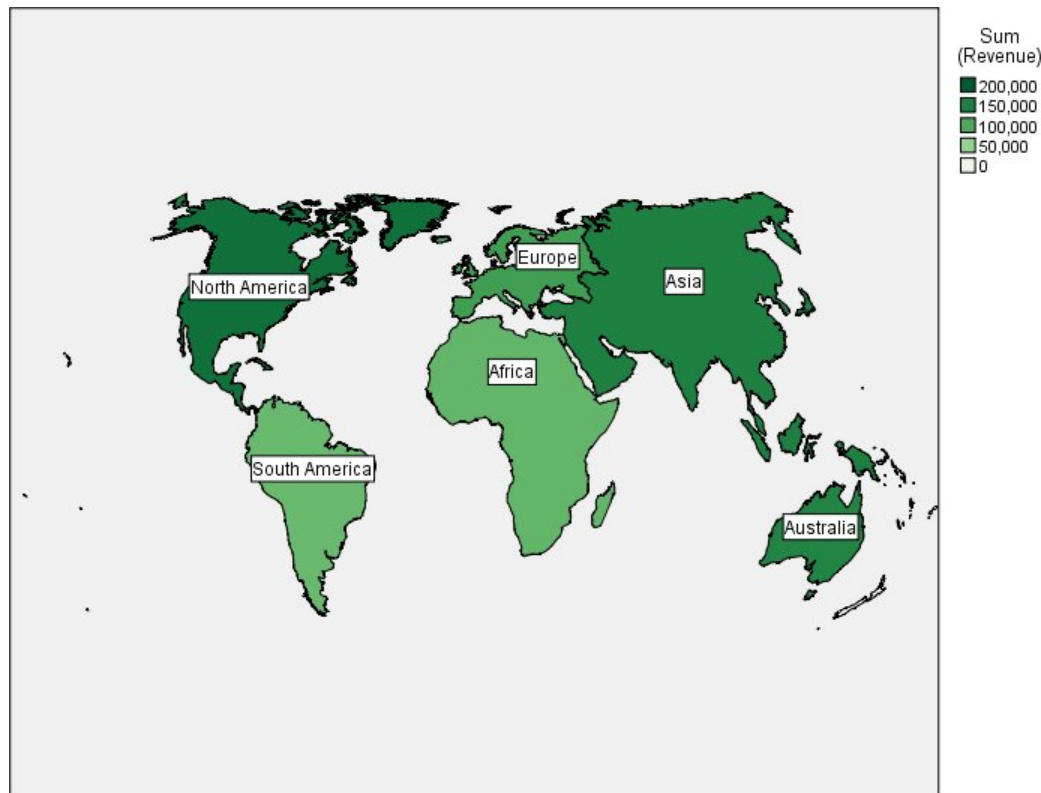 Sum
(Revenue)
200,000
150,000
100,000
50,000
0
Europe
North America
Asia
Africa
South America
Australia